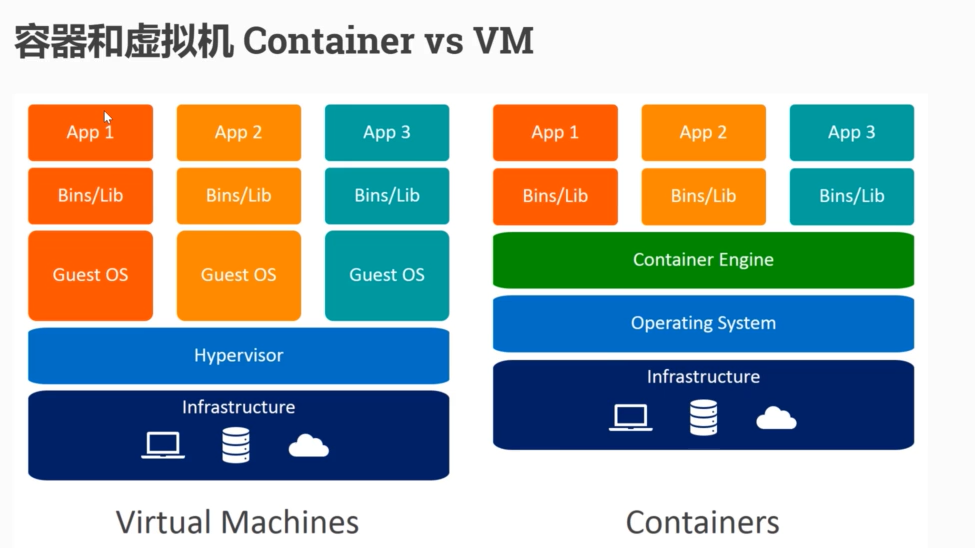 容器和虚拟机 Container vs VM
App 1 App 2 App 3
Bins/Lib Bins/Lib Bins/Lib
Guest OS Guest OS Guest OS
Hypervisor
Infrastructure
Virtual Machines
App 1 App 2 App 3
Bins/Lib Bins/Lib Bins/Lib
Container Engine
Operating System
Infrastructure
Containers